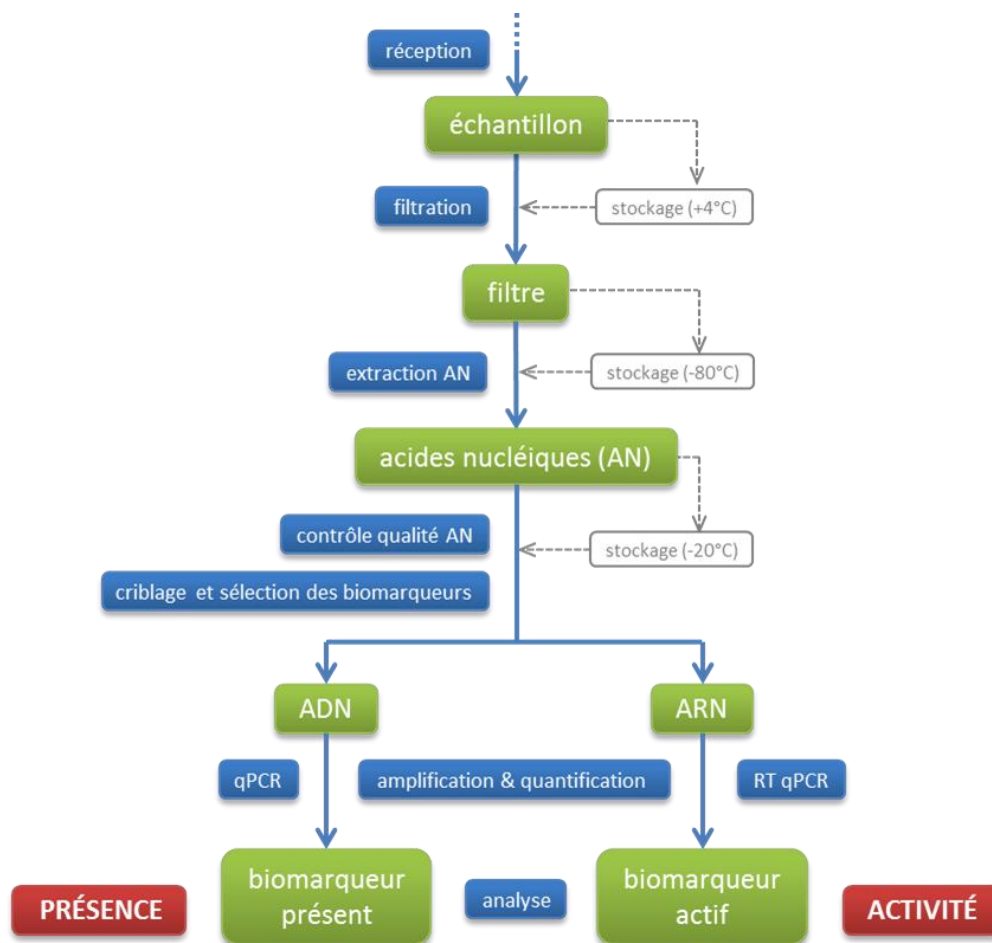 réception
échantillon
filtration
stockage (+4°C)
filtre
extraction AN
stockage (-80°C)
acides nucléiques (AN)
contrôle qualité AN
stockage (-20°C)
criblage et sélection des biomarqueurs
ADN
ARN
qPCR
amplification & quantification
RT qPCR
PRÉSENCE
biomarqueur
présent
analyse
biomarqueur
actif
ACTIVITÉ